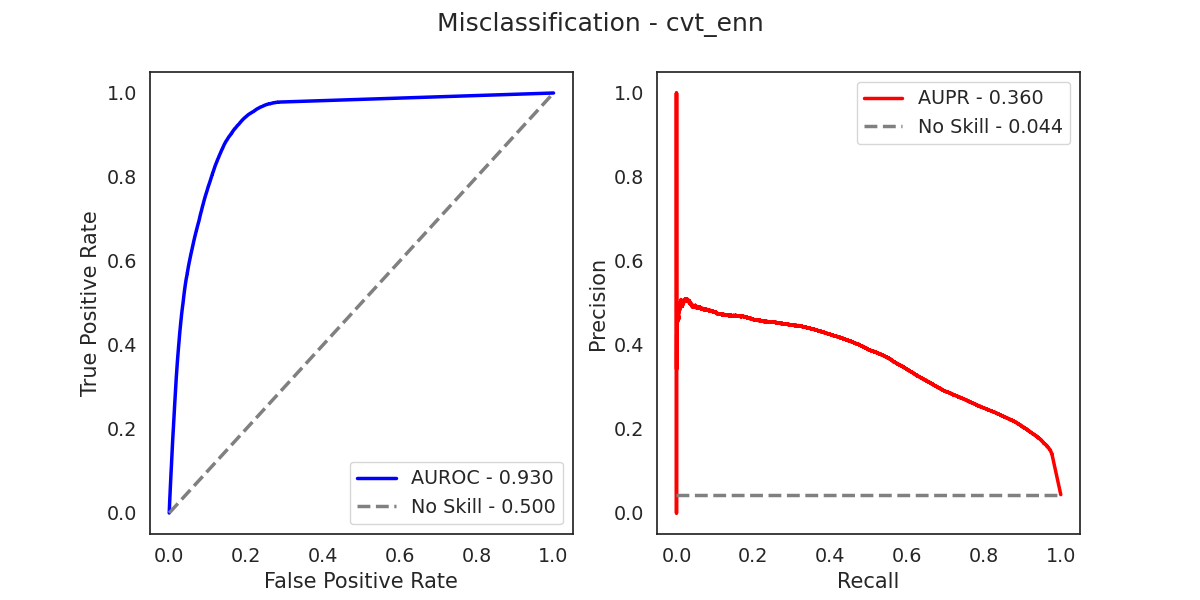 Misclassification - cvt_enn
True Positive Rate
1.0
0.8
0.6
0.4
0.2
0.0
AUROC - 0.930
No Skill - 0.500
0.0 0.2 0.4 0.6 0.8 1.0
False Positive Rate
Precision
1.0
0.8
0.6
0.4
0.2
0.0
AUPR - 0.360
No Skill - 0.044
0.0 0.2 0.4 0.6 0.8 1.0
Recall